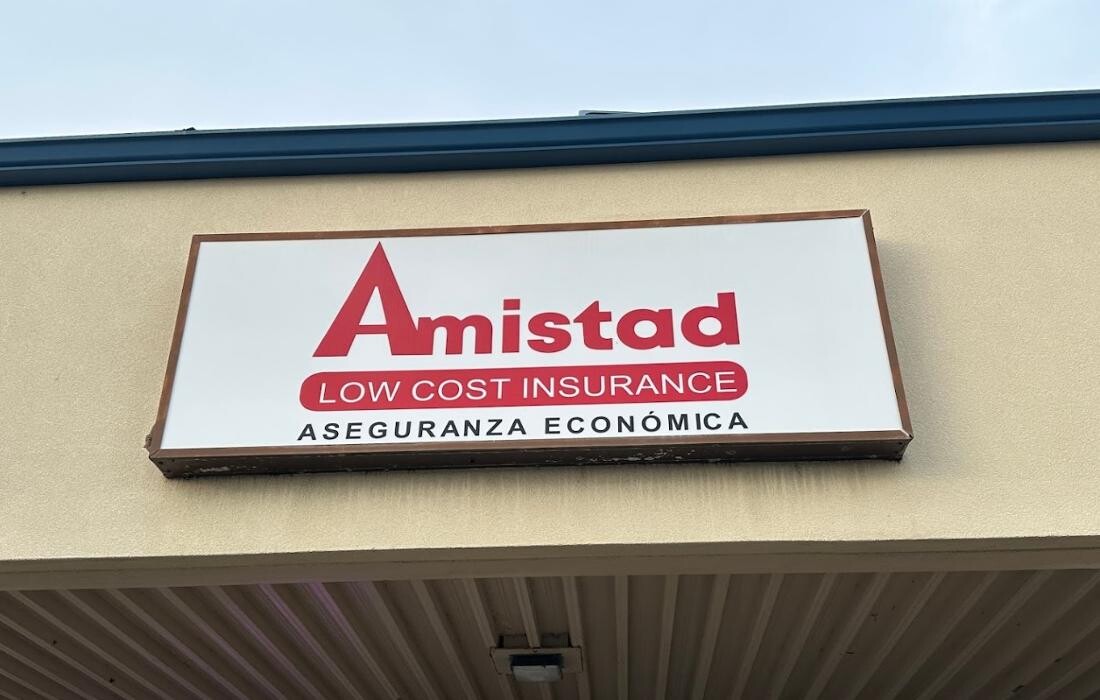 Amistad
LOW COST INSURANCE
ASEGURANZA ECONÓMICA